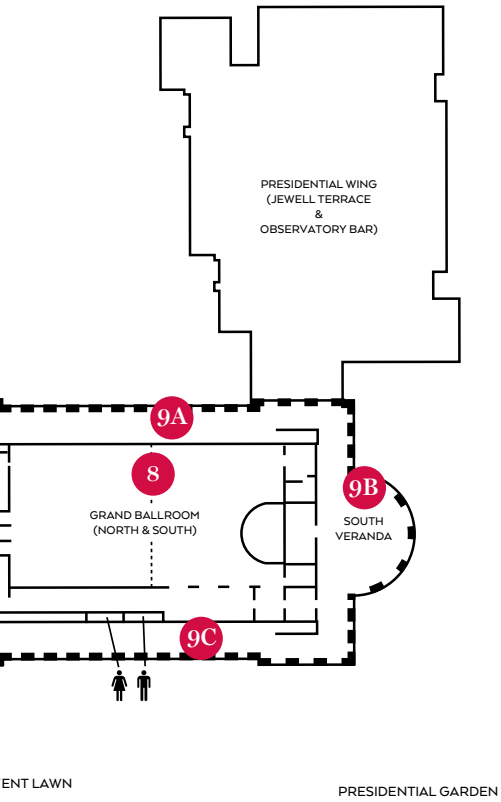 PRESIDENTIAL WING
(JEWELL TERRACE
&
OBSERVATORY BAR)
9A
8
GRAND BALLROOM
(NORTH & SOUTH)
9B
SOUTH
VERANDA
9C
LAWN
PRESIDENTIAL GARDEN